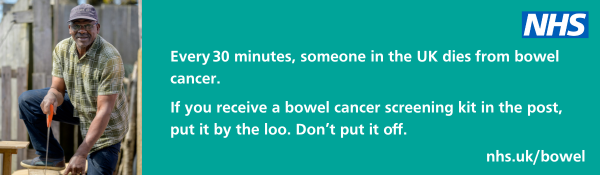 NHS
Every 30 minutes, someone in the UK dies from bowel
cancer.
If you receive a bowel cancer screening kit in the post,
put it by the loo. Don't put it off.
nhs.uk/bowel